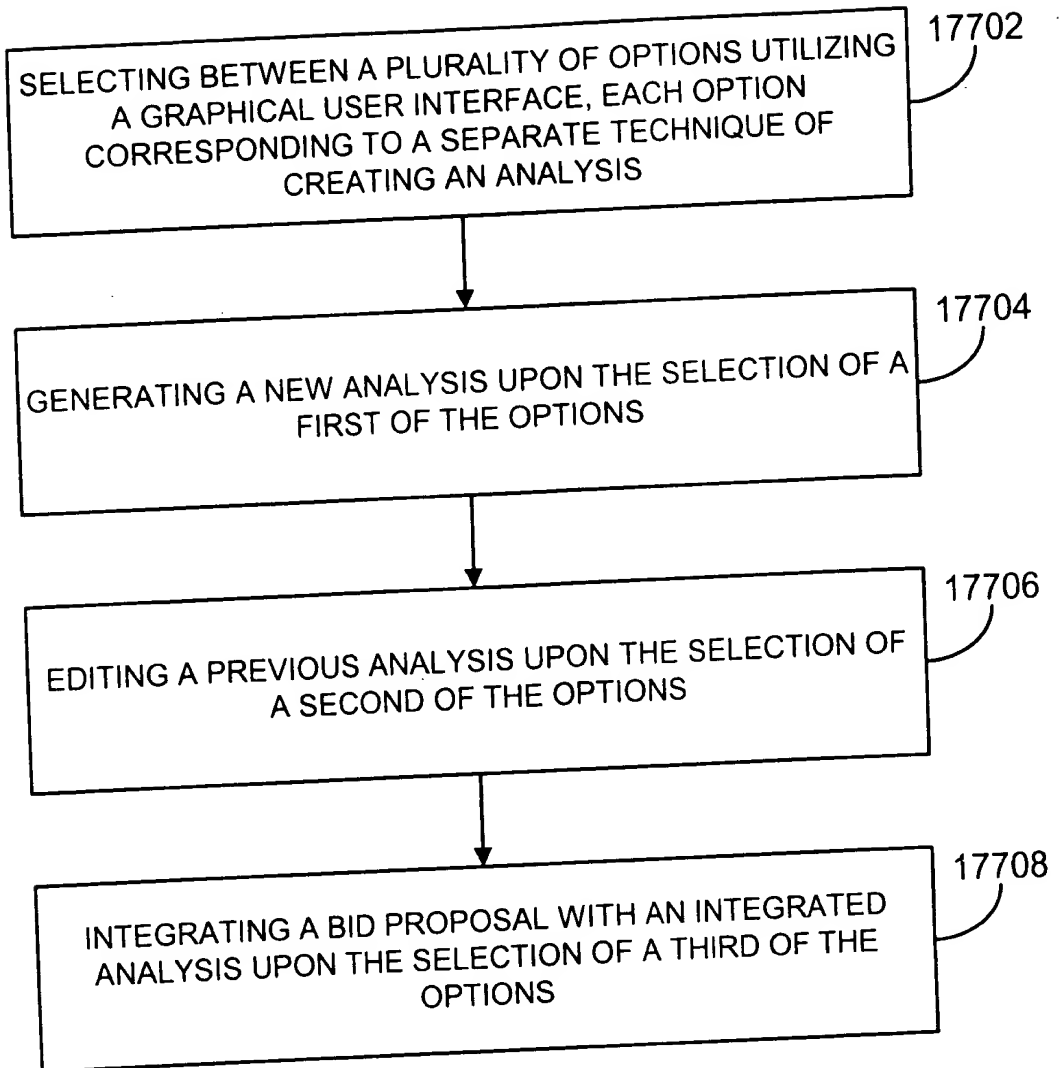 17702
SELECTING BETWEEN A PLURALITY OF OPTIONS UTILIZING
A GRAPHICAL USER INTERFACE, EACH OPTION
CORRESPONDING TO A SEPARATE TECHNIQUE OF
CREATING AN ANALYSIS
17704
GENERATING A NEW ANALYSIS UPON THE SELECTION OF A
FIRST OF THE OPTIONS
17706
EDITING A PREVIOUS ANALYSIS UPON THE SELECTION OF
A SECOND OF THE OPTIONS
17708
INTEGRATING A BID PROPOSAL WITH AN INTEGRATED
ANALYSIS UPON THE SELECTION OF A THIRD OF THE
OPTIONS